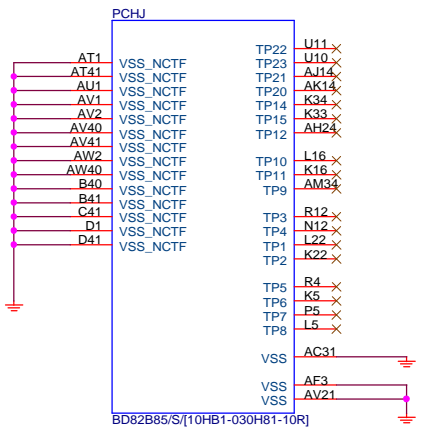 PCHJ
AT1 VSS_NCTF
AT41 VSS_NCTF
AU1 VSS_NCTF
AV1 VSS_NCTF
AV2 VSS_NCTF
AV40 VSS_NCTF
AV41 VSS_NCTF
AW2 VSS_NCTF
AW40 VSS_NCTF
B40 VSS_NCTF
B41 VSS_NCTF
C41 VSS_NCTF
D1 VSS_NCTF
D41 VSS_NCTF
TP22 U11
TP23 U10
TP21 AJ14
TP20 AK14
TP14 K34
TP15 K33
TP12 AH24
TP10 L16
TP11 K16
TP9 AM34
TP3 R12
TP4 N12
TP1 L22
TP2 K22
TP5 R4
TP6 K5
TP7 P5
TP8 L5
VSS AC31
VSS AF3
VSS AV21
BD82B85/S/[10HB1-030H81-10R]